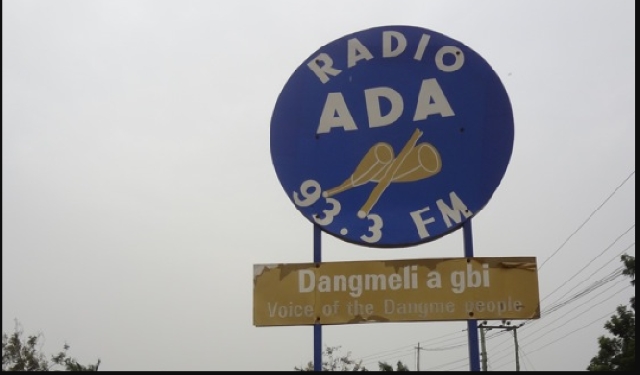 RADIO
ADA
93.3 FM
Dangmeli a gbi
Voice of the Dangme people